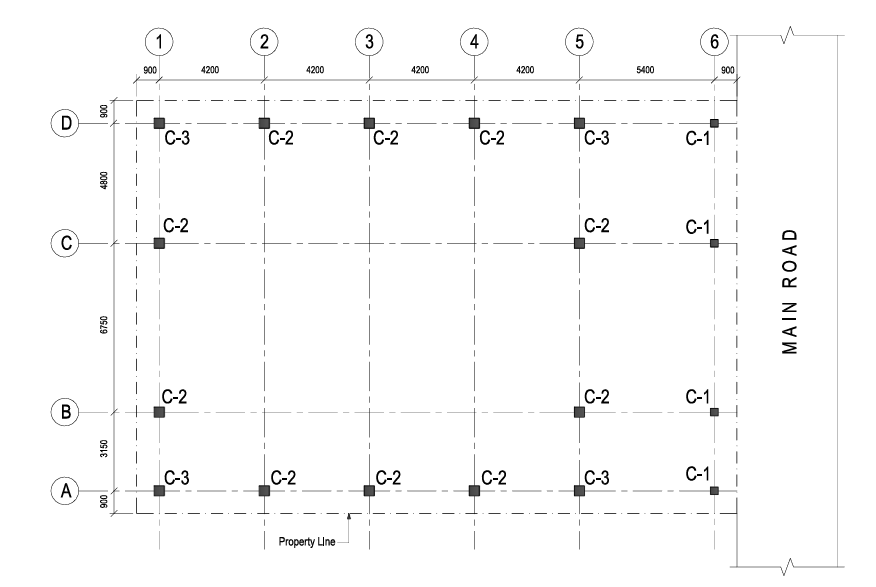 1 2 3 4 5 6
900 4200 4200 4200 4200 5400 900
900
D
C-3 C-2 C-2 C-2 C-3 C-1
4800
C-2 C-2 C-1
C
MAIN ROAD
6750
C-2 C-2 C-1
B
3150
C-3 C-2 C-2 C-2 C-3 C-1
A
900
Property Line